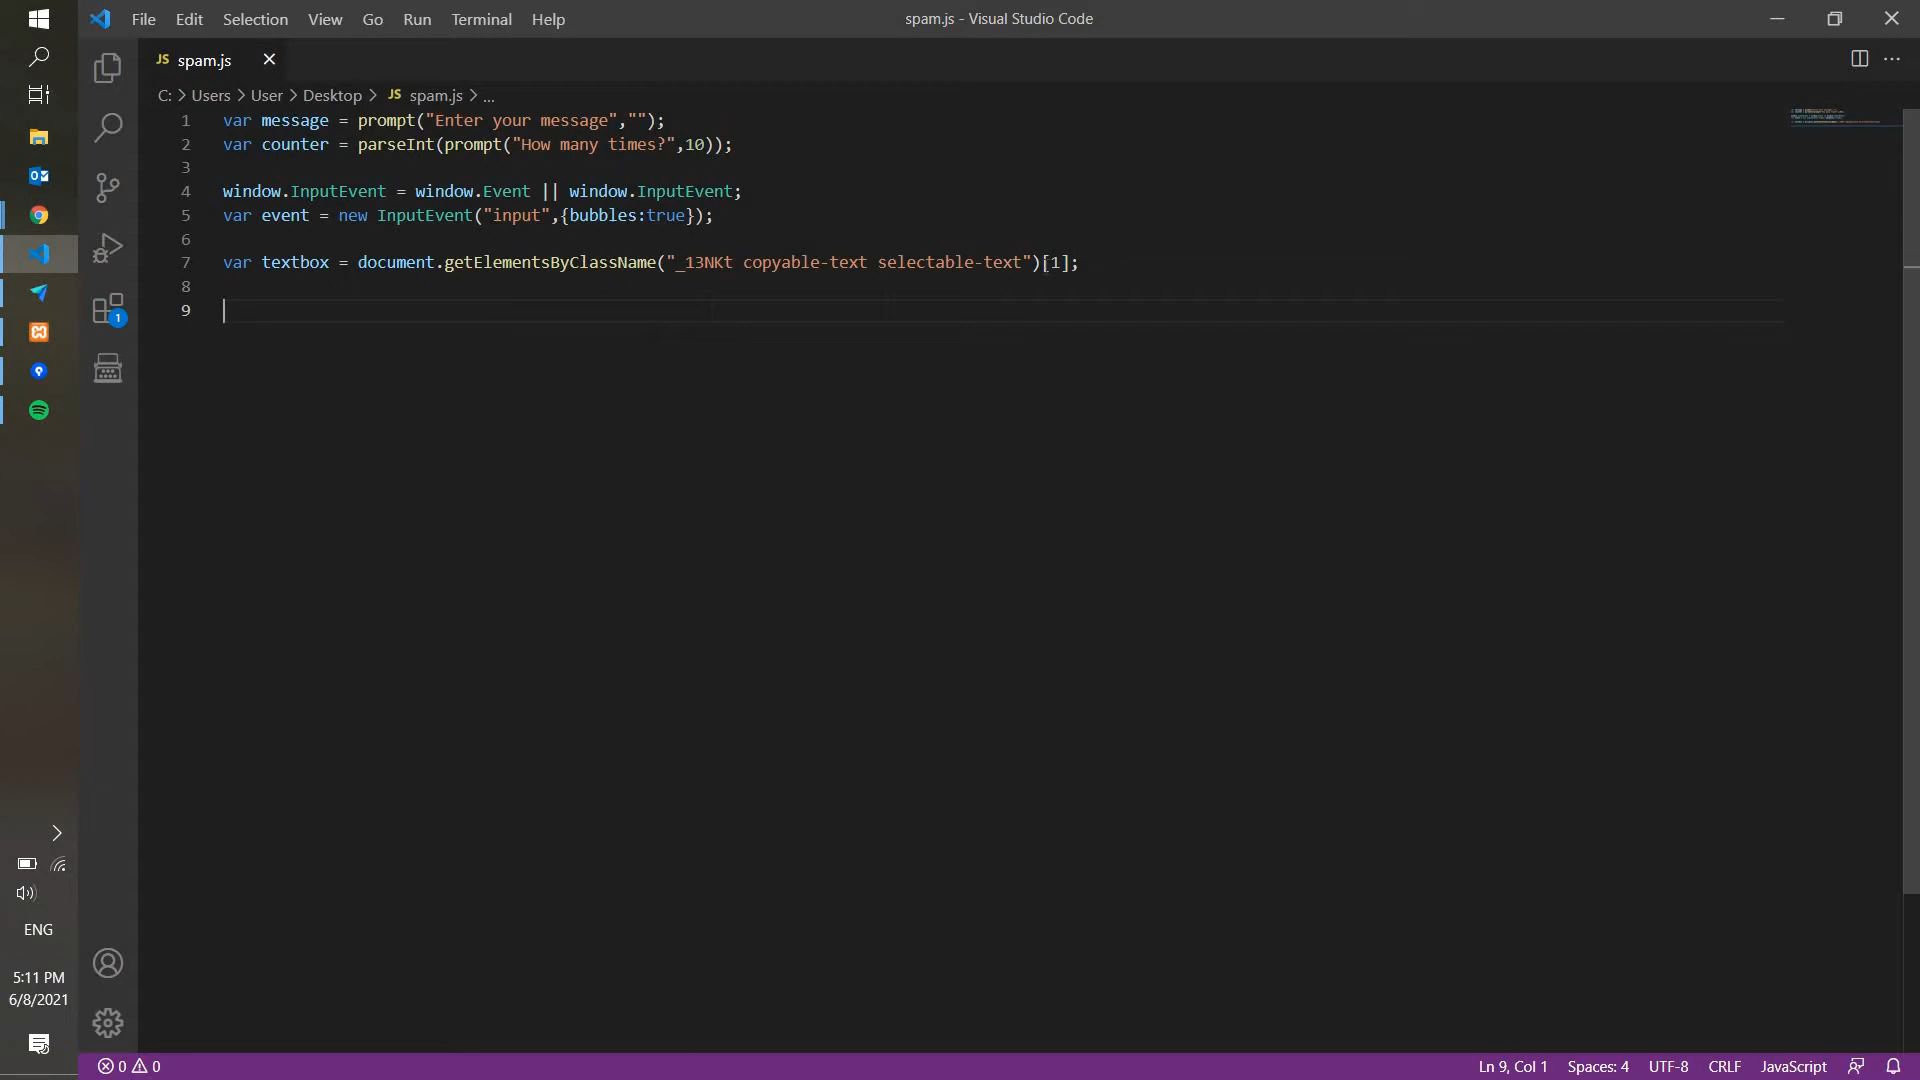 File Edit Selection View Go Run Terminal Help
spam.js - Visual Studio Code
JS spam.js
C: > Users > User > Desktop > JS spam.js > ...
1 var message = prompt("Enter your message","");
2 var counter = parseInt(prompt("How many times?",10));
3
4 window.InputEvent = window.Event || window.InputEvent;
5 var event = new InputEvent("input",{bubbles:true});
6
7 var textbox = document.getElementsByClassName("_13NKt copyable-text selectable-text")[1];
8
9
1
ENG
5:11 PM
6/8/2021
0 0
Ln 9, Col 1 Spaces: 4 UTF-8 CRLF JavaScript